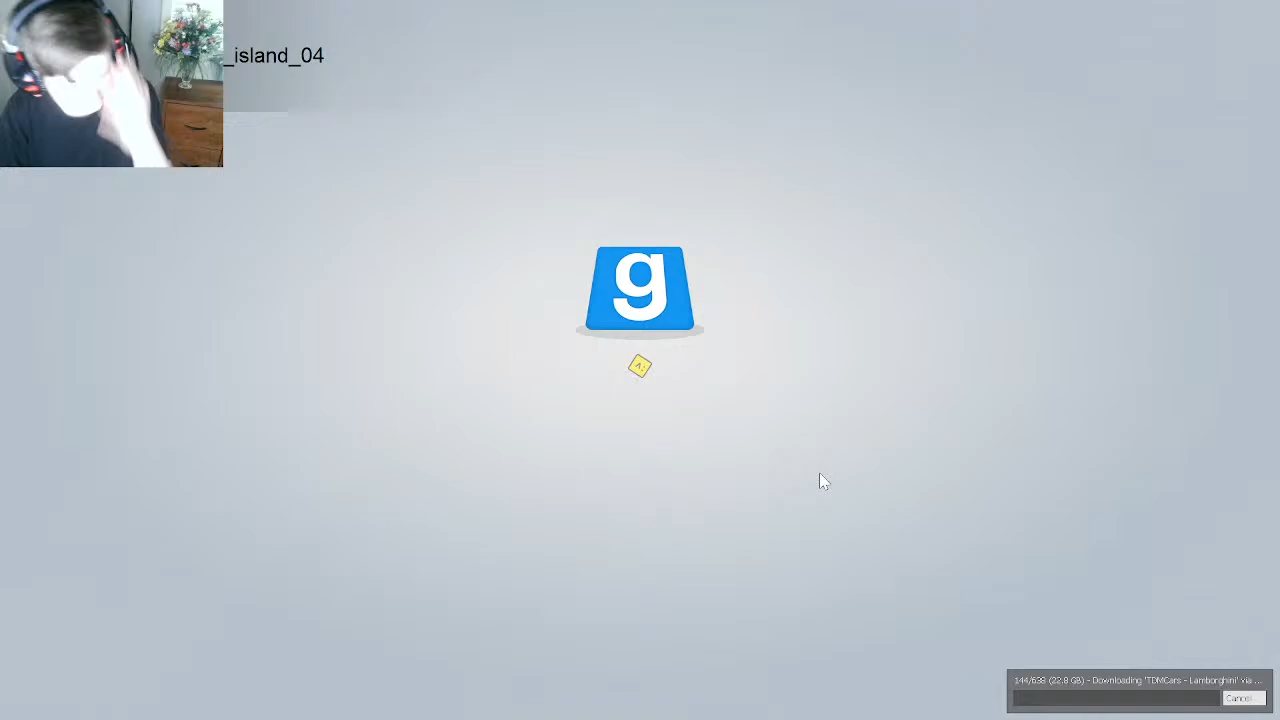 _island_04
g
144/638 (22.8 GB) - Downloading 'TDMCars - Lamborghini' via ...
Cancel